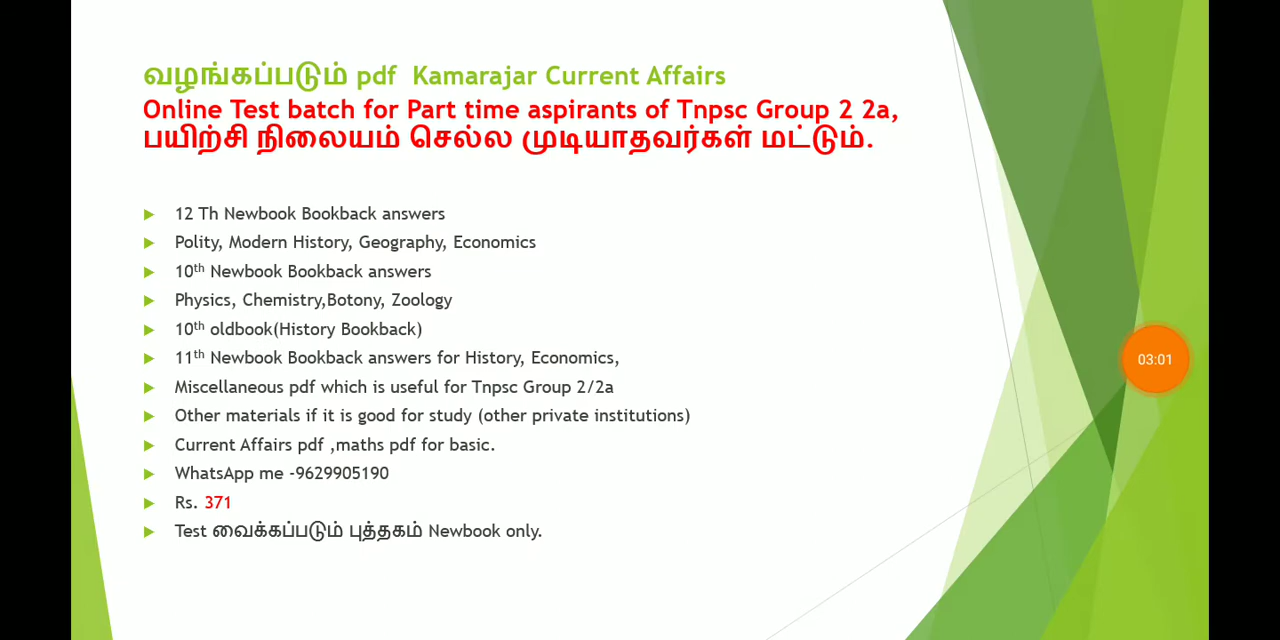 வழங்கப்படும் pdf Kamarajar Current Affairs
Online Test batch for Part time aspirants of Tnpsc Group 2 2a,
பயிற்சி நிலையம் செல்ல முடியாதவர்கள் மட்டும்.
12 Th Newbook Bookback answers
Polity, Modern History, Geography, Economics
10th Newbook Bookback answers
Physics, Chemistry,Botony, Zoology
10th oldbook(History Bookback)
11th Newbook Bookback answers for History, Economics,
Miscellaneous pdf which is useful for Tnpsc Group 2/2a
Other materials if it is good for study (other private institutions)
Current Affairs pdf ,maths pdf for basic.
WhatsApp me -9629905190
Rs. 371
Test வைக்கப்படும் புத்தகம் Newbook only.
03:01